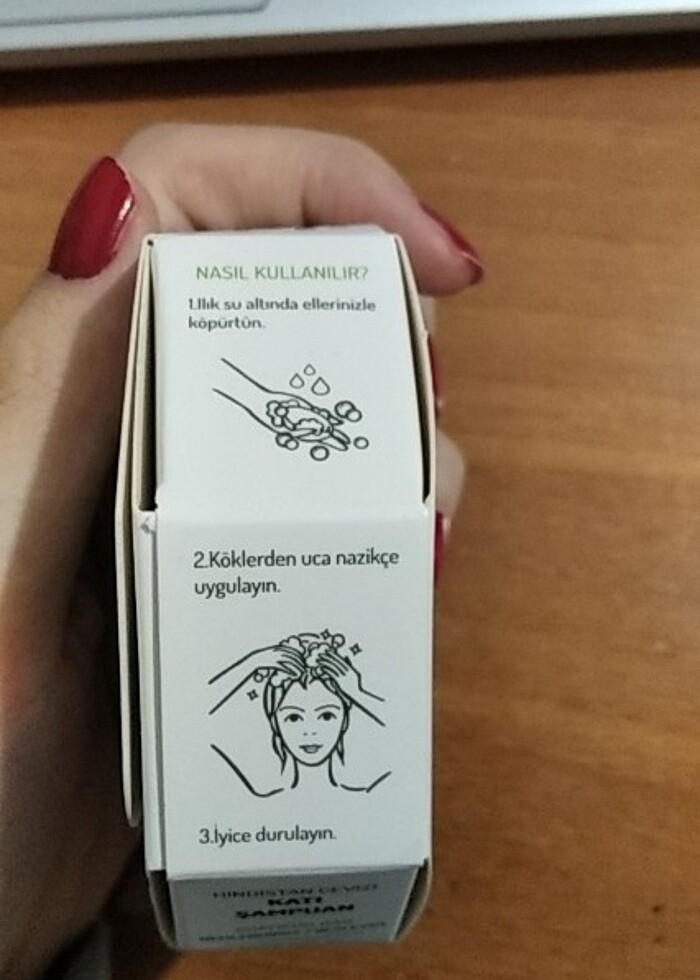 NASIL KULLANILIR?
1.Ilık su altında ellerinizle
köpürtün.
2.Köklerden uca nazikçe
uygulayın.
3.İyice durulayın.
HİNDİSTAN CEVİZİ
KATI
ŞAMPUAN